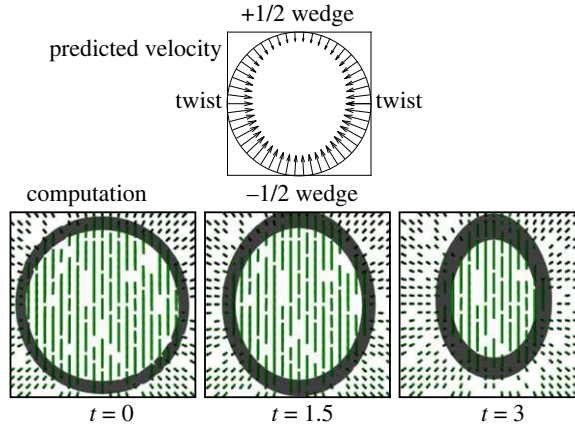 +1/2 wedge
predicted velocity
twist
twist
computation
–1/2 wedge
t = 0
t = 1.5
t = 3